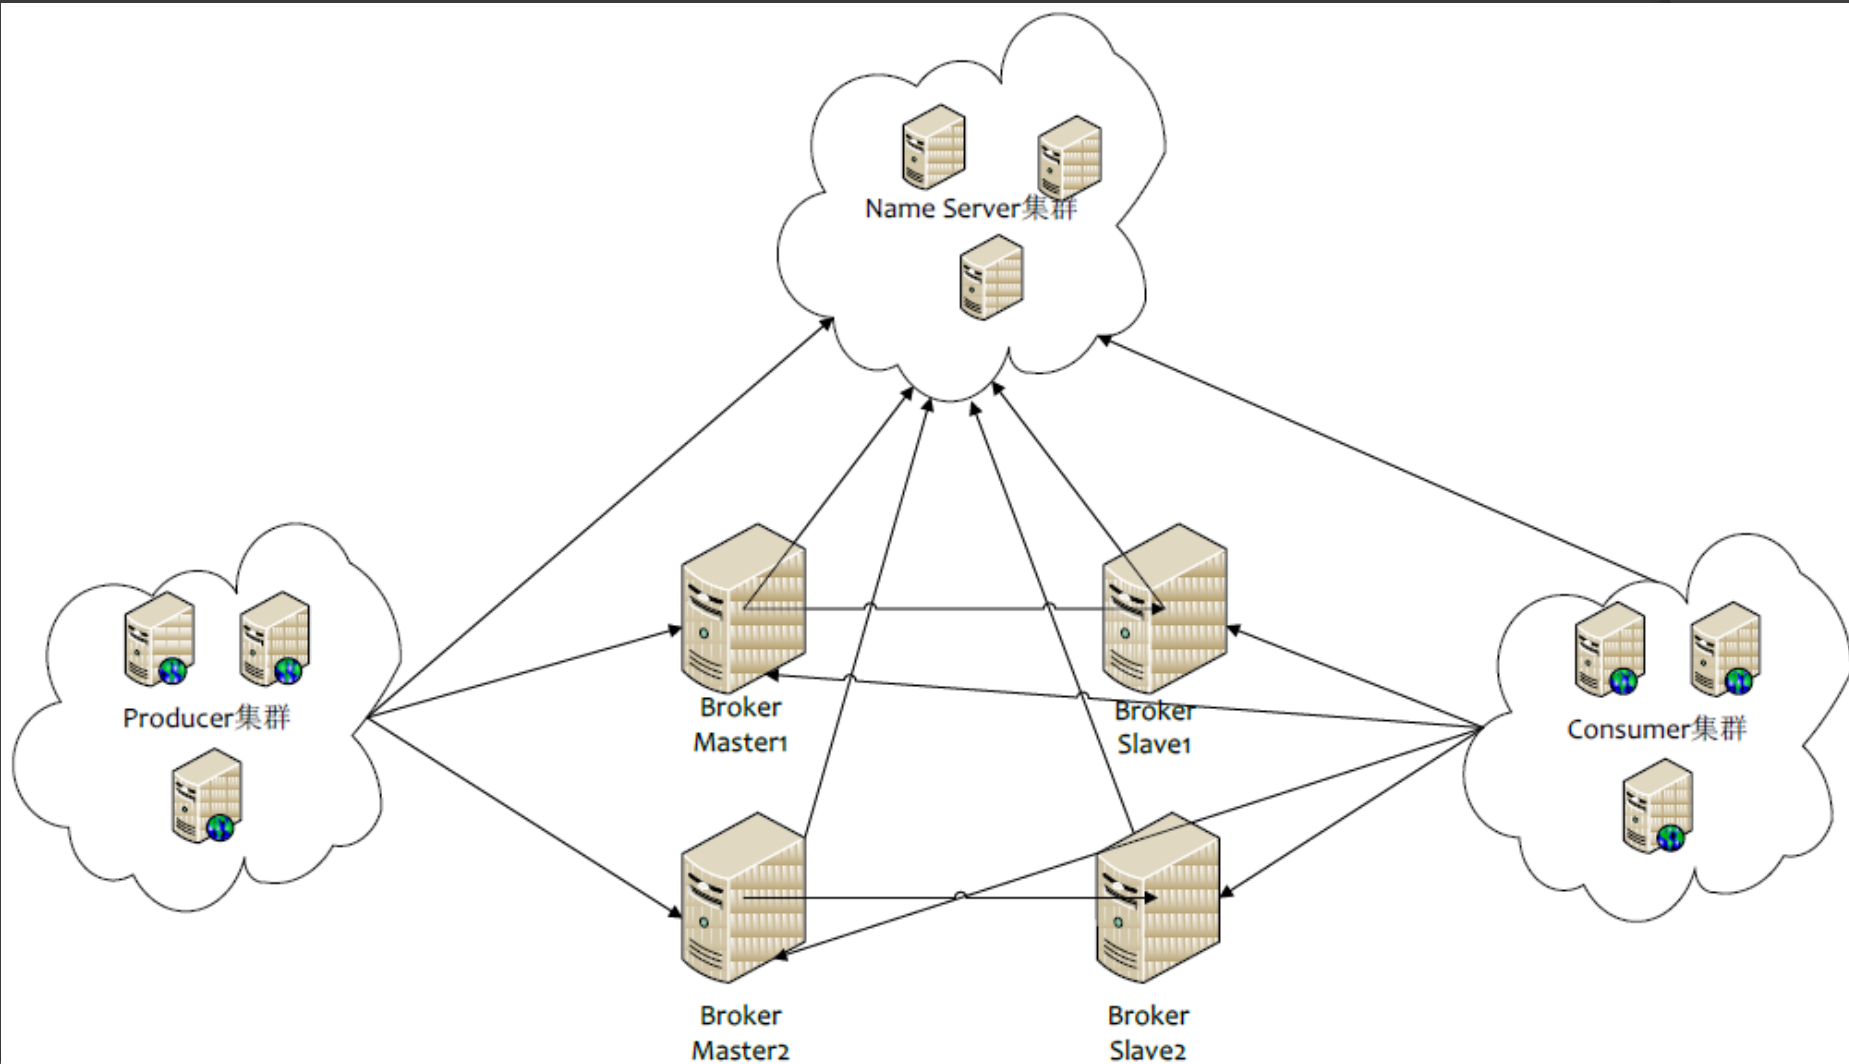 Name Server集群
Producer集群
Broker
Master1
Broker
Slave1
Consumer集群
Broker
Master2
Broker
Slave2